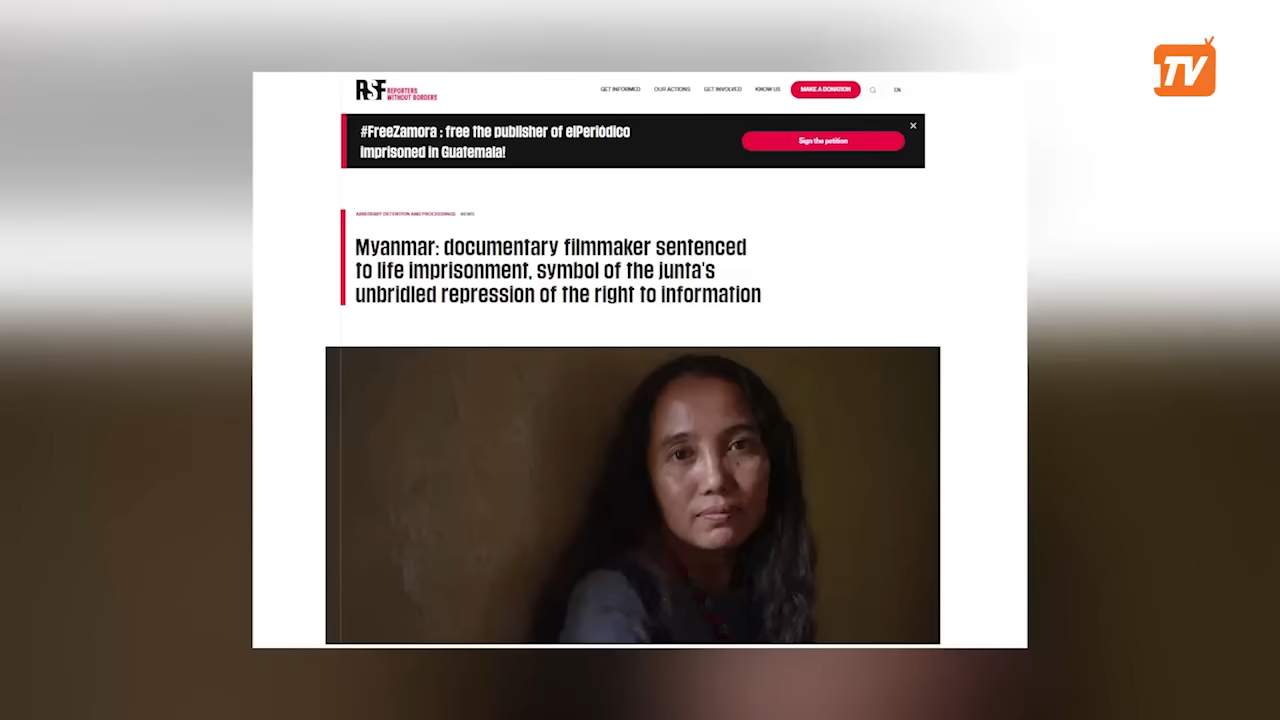 TV
RSF REPORTERS
WITHOUT BORDERS
GET INFORMED OUR ACTIONS GET INVOLVED KNOW US MAKE A DONATION EN
#FreeZamora : free the publisher of elPeriódico
imprisoned in Guatemala!
Sign the petition
ARBITRARY DETENTION AND PROCEEDINGS NEWS
Myanmar: documentary filmmaker sentenced
to life imprisonment, symbol of the junta's
unbridled repression of the right to information